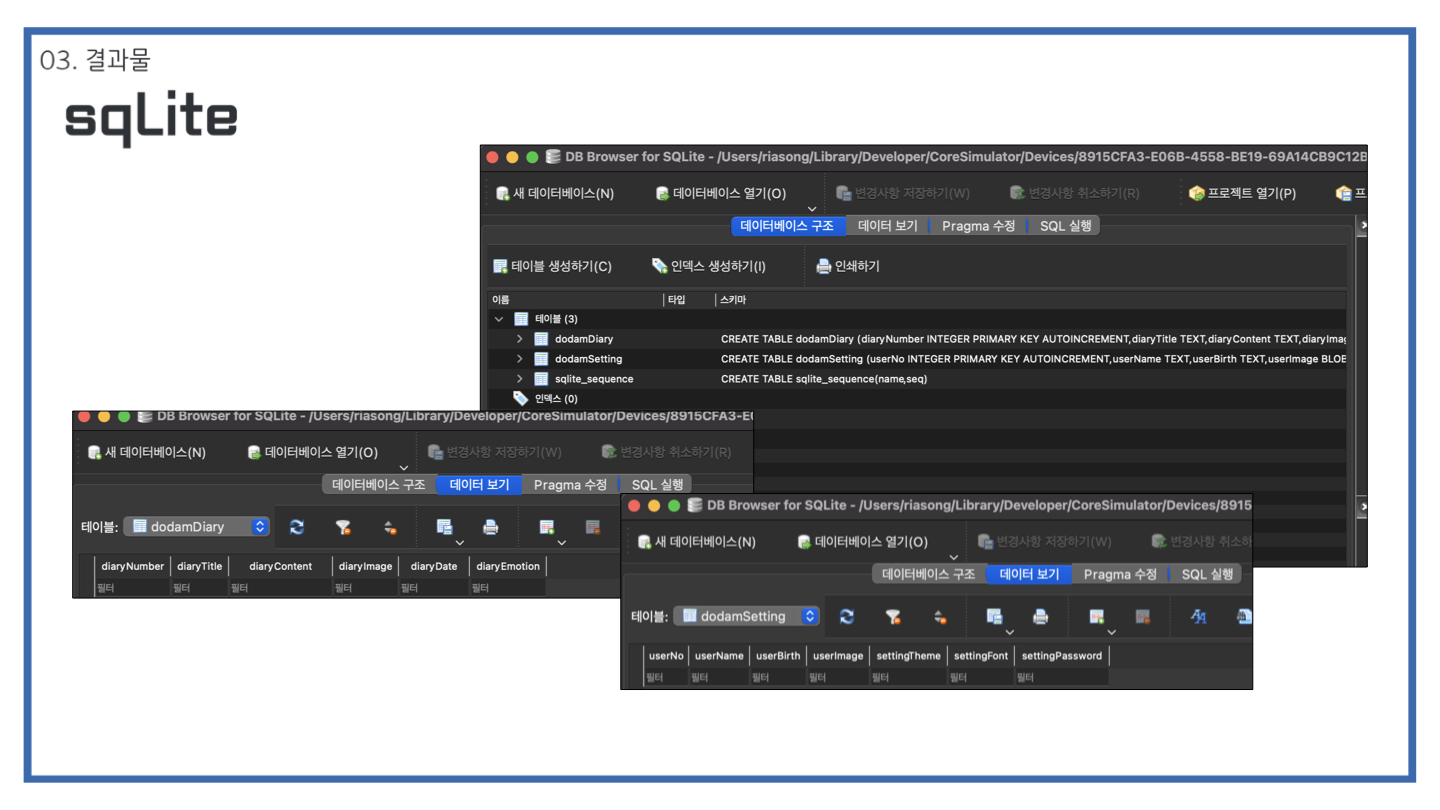 03. 결과물
sqLite
DB Browser for SQLite - /Users/riasong/Library/Developer/CoreSimulator/Devices/8915CFA3-E06B-4558-BE19-69A14CB9C12B
새 데이터베이스(N) 데이터베이스 열기(O) 변경사항 저장하기(W) 변경사항 취소하기(R) 프로젝트 열기(P) 프
데이터베이스 구조 데이터 보기 Pragma 수정 SQL 실행
테이블 생성하기(C) 인덱스 생성하기(I) 인쇄하기
이름 타입 스키마
테이블 (3)
dodamDiary CREATE TABLE dodamDiary (diaryNumber INTEGER PRIMARY KEY AUTOINCREMENT,diaryTitle TEXT,diaryContent TEXT,diaryImag
dodamSetting CREATE TABLE dodamSetting (userNo INTEGER PRIMARY KEY AUTOINCREMENT,userName TEXT,userBirth TEXT,userImage BLOB
sqlite_sequence CREATE TABLE sqlite_sequence(name,seq)
인덱스 (0)
DB Browser for SQLite - /Users/riasong/Library/Developer/CoreSimulator/Devices/8915CFA3-E
새 데이터베이스(N) 데이터베이스 열기(O) 변경사항 저장하기(W) 변경사항 취소하기(R)
데이터베이스 구조 데이터 보기 Pragma 수정 SQL 실행
테이블: dodamDiary
diaryNumber diaryTitle diaryContent diaryImage diaryDate diaryEmotion
필터 필터 필터 필터 필터 필터
DB Browser for SQLite - /Users/riasong/Library/Developer/CoreSimulator/Devices/8915
새 데이터베이스(N) 데이터베이스 열기(O) 변경사항 저장하기(W) 변경사항 취소하
데이터베이스 구조 데이터 보기 Pragma 수정 SQL 실행
테이블: dodamSetting
userNo userName userBirth userImage settingTheme settingFont settingPassword
필터 필터 필터 필터 필터 필터 필터